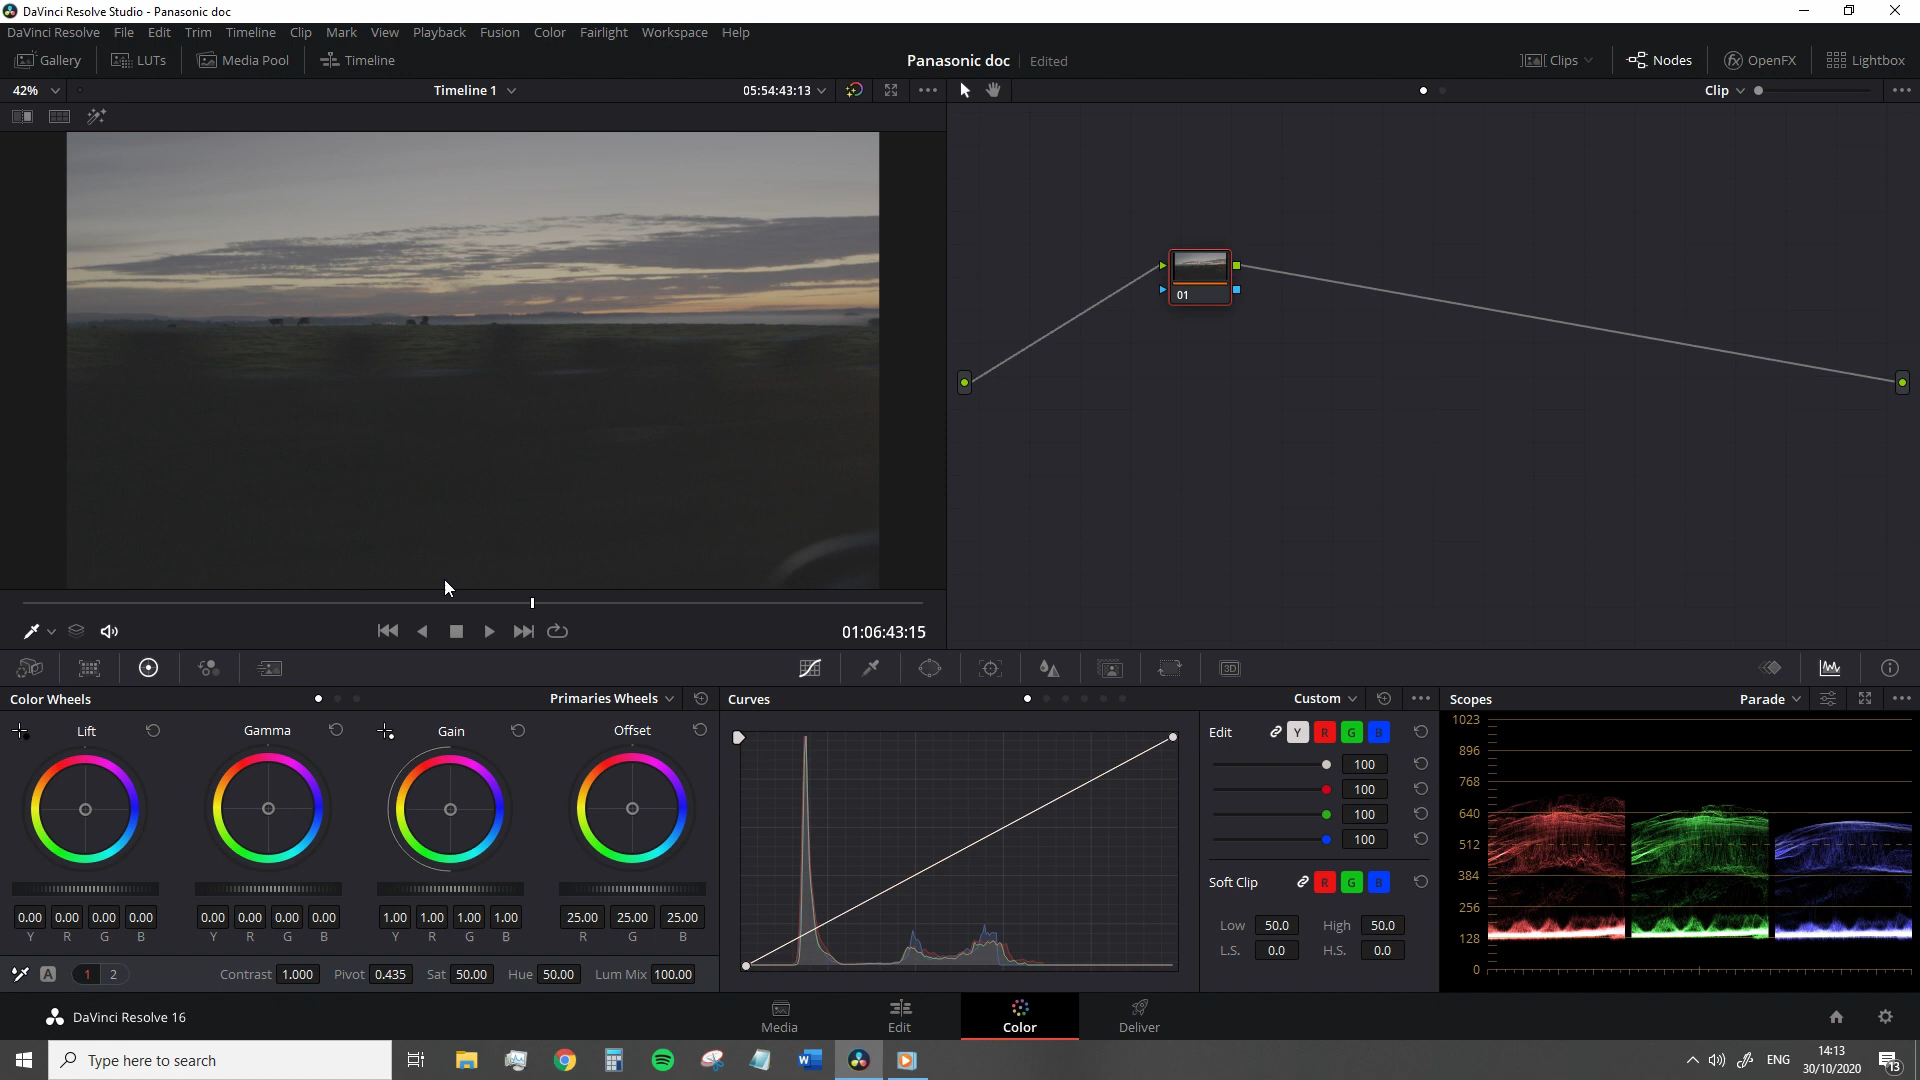 DaVinci Resolve Studio - Panasonic doc
DaVinci Resolve File Edit Trim Timeline Clip Mark View Playback Fusion Color Fairlight Workspace Help
Gallery LUTs Media Pool Timeline Panasonic doc Edited Clips Nodes OpenFX Lightbox
42% Timeline 1 05:54:43:13 Clip
01
01:06:43:15
3D
Color Wheels Primaries Wheels Curves Custom Scopes Parade
Lift Gamma Gain Offset
Edit Y R G B
100
100
100
100
Soft Clip R G B
Low 50.0 High 50.0
L.S. 0.0 H.S. 0.0
1023
896
768
640
512
384
256
128
0
0.00 0.00 0.00 0.00 0.00 0.00 0.00 0.00 1.00 1.00 1.00 1.00 25.00 25.00 25.00
Y R G B Y R G B Y R G B R G B
A 1 2 Contrast 1.000 Pivot 0.435 Sat 50.00 Hue 50.00 Lum Mix 100.00
DaVinci Resolve 16 Media Edit Color Deliver
Type here to search
ENG
14:13
30/10/2020
13